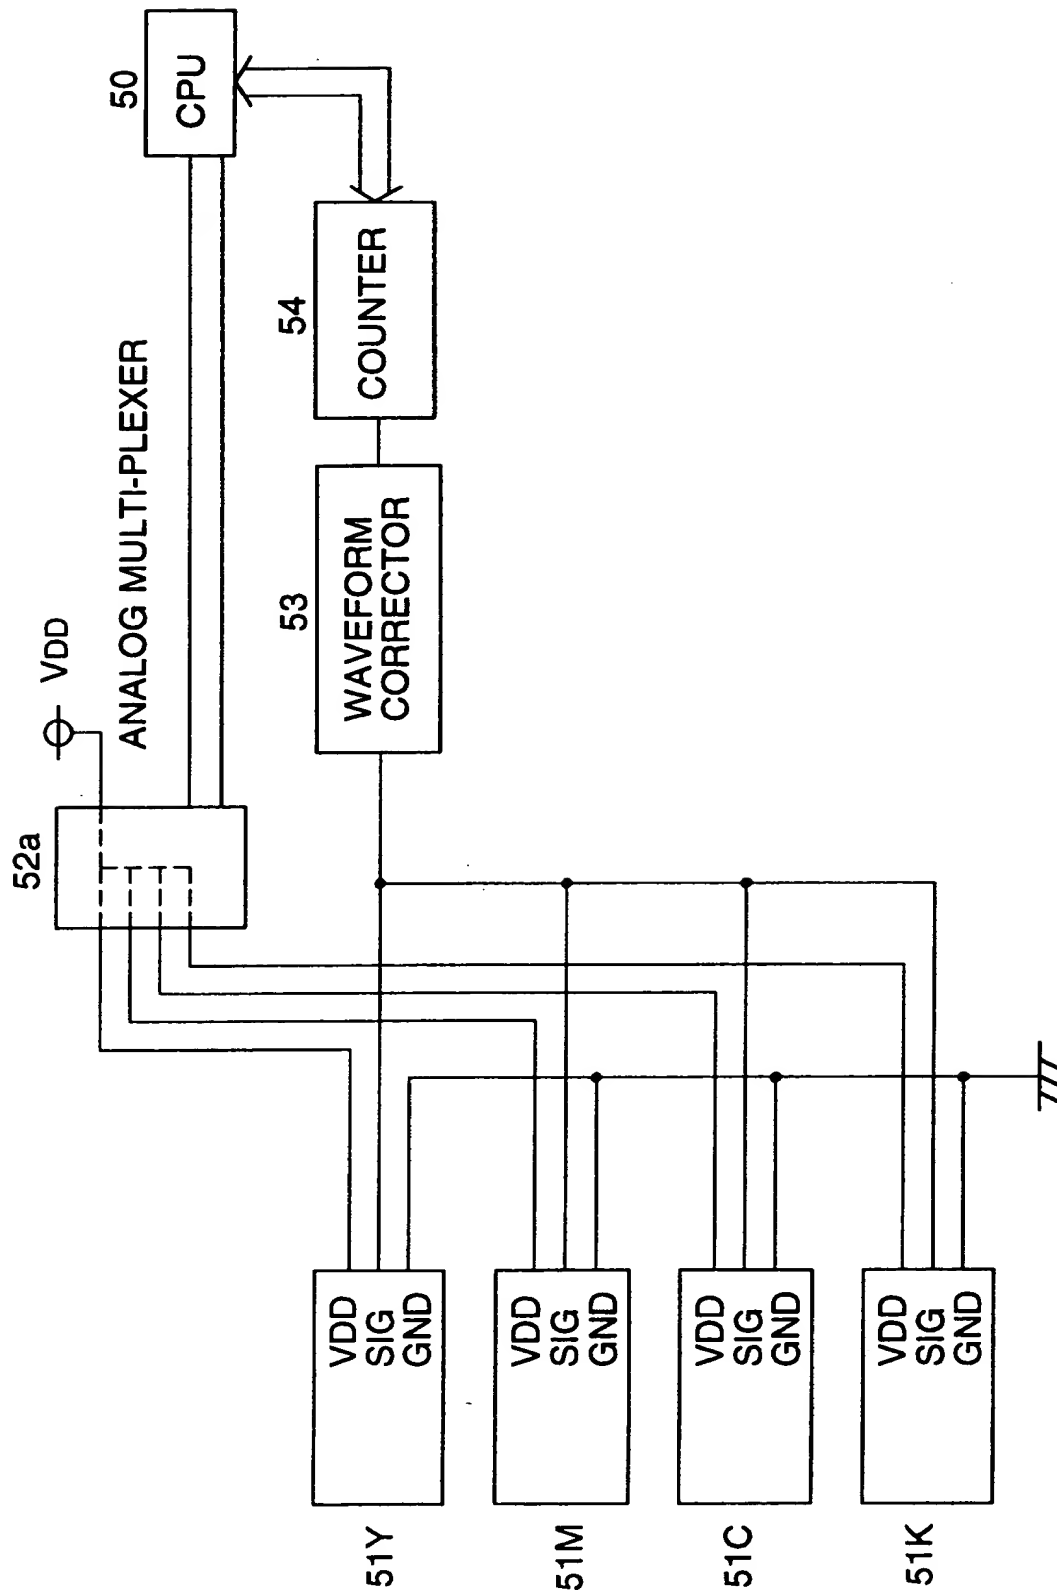 52a
VDD
ANALOG MULTI-PLEXER
50
CPU
53
WAVEFORM
CORRECTOR
54
COUNTER
51Y
VDD
SIG
GND
51M
VDD
SIG
GND
51C
VDD
SIG
GND
51K
VDD
SIG
GND